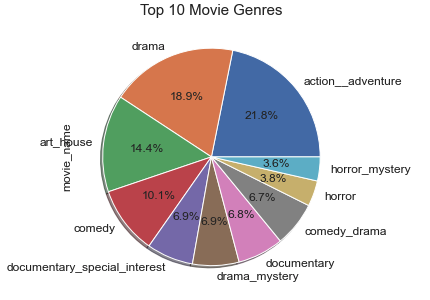 Top 10 Movie Genres
drama
action__adventure
18.9%
21.8%
art_house
movie_name
14.4%
3.6%
horror_mystery
3.8%
horror
10.1%
6.7%
6.9%
6.9%
6.8%
comedy
comedy_drama
documentary_special_interest
documentary
drama_mystery